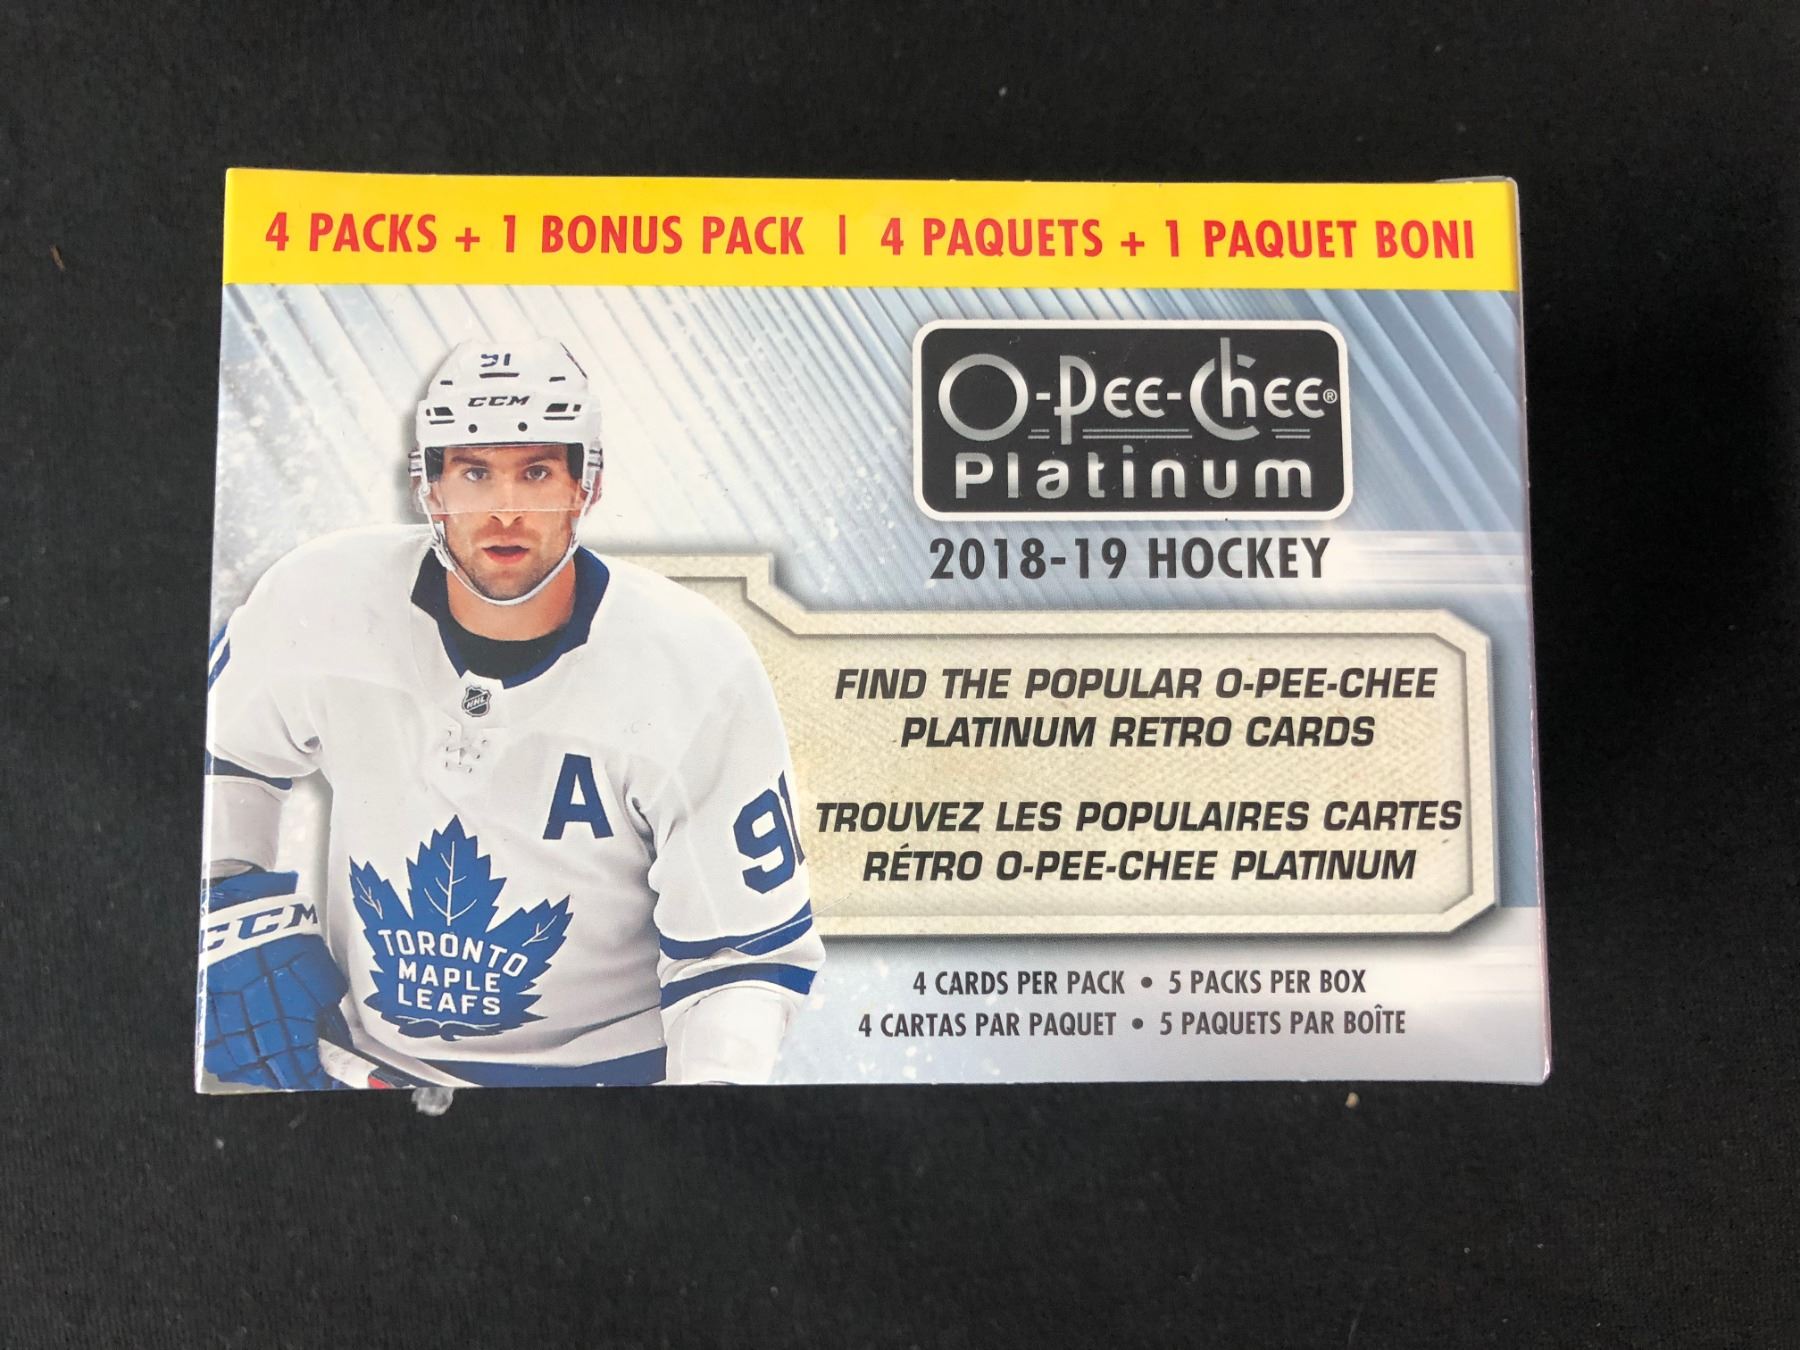 4 PACKS + 1 BONUS PACK | 4 PAQUETS + 1 PAQUET BONI
O-Pee-Chee®
Platinum
2018-19 HOCKEY
FIND THE POPULAR O-PEE-CHEE
PLATINUM RETRO CARDS
TROUVEZ LES POPULAIRES CARTES
RÉTRO O-PEE-CHEE PLATINUM
4 CARDS PER PACK • 5 PACKS PER BOX
4 CARTAS PAR PAQUET • 5 PAQUETS PAR BOÎTE
91
CCM
NHL
A
91
TORONTO
MAPLE
LEAFS
CCM